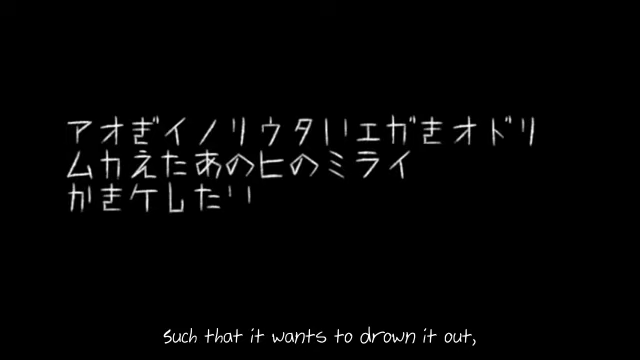 アオぎイノリウタいエガきオドリ
ムカえたあのヒのミライ
かきケしたい
such that it wants to drown it out,